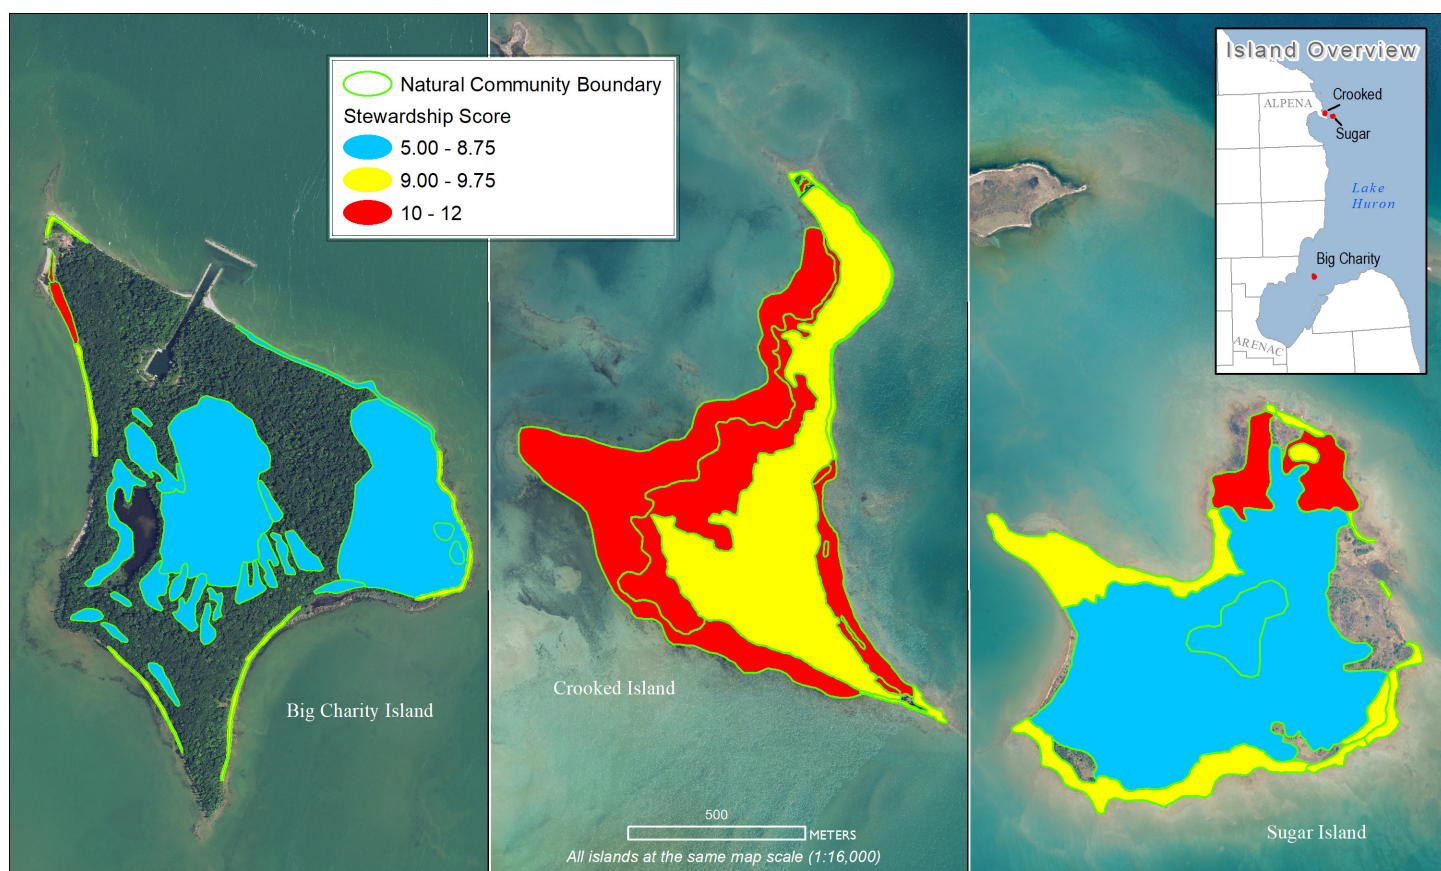 Natural Community Boundary
Stewardship Score
5.00 - 8.75
9.00 - 9.75
10 - 12
Island Overview
Crooked
ALPENA
Sugar
Lake
Huron
Big Charity
ARENAC
Crooked Island
Big Charity Island
500
METERS
All islands at the same map scale (1:16,000)
Sugar Island